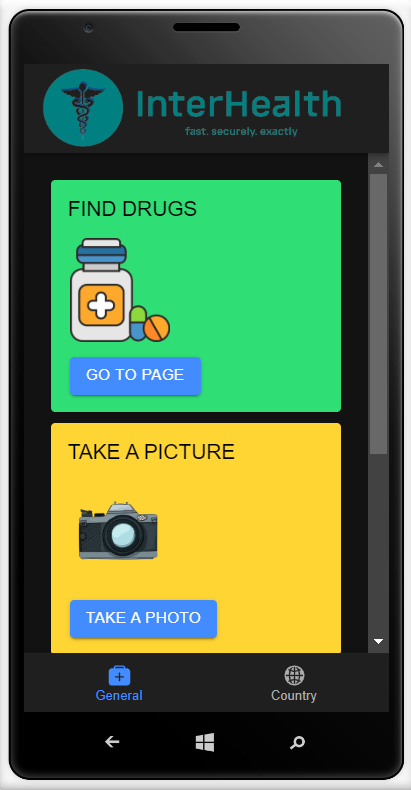 InterHealth
fast. securely. exactly
FIND DRUGS
GO TO PAGE
TAKE A PICTURE
TAKE A PHOTO
General
Country